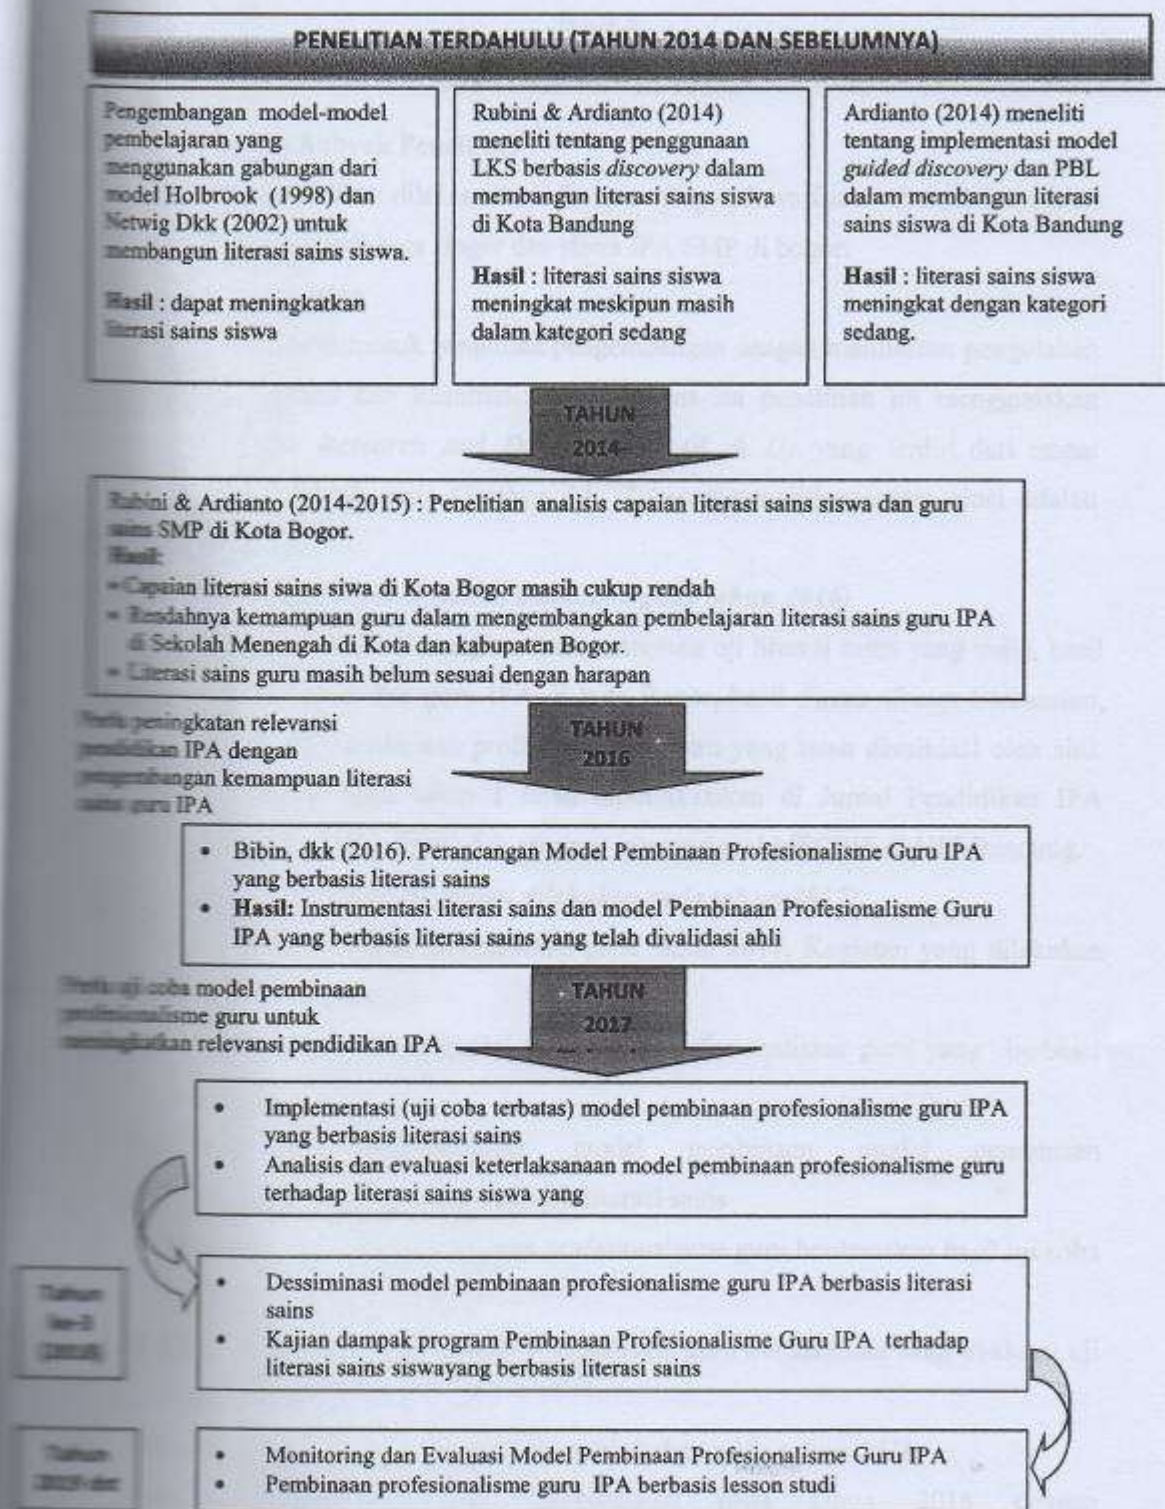 PENELITIAN TERDAHULU (TAHUN 2014 DAN SEBELUMNYA)
Pengembangan model-model
pembelajaran yang
menggunakan gabungan dari
model Holbrook (1998) dan
Netwig Dkk (2002) untuk
membangun literasi sains siswa.
Hasil : dapat meningkatkan
literasi sains siswa
Rubini & Ardianto (2014)
meneliti tentang penggunaan
LKS berbasis discovery dalam
membangun literasi sains siswa
di Kota Bandung
Hasil : literasi sains siswa
meningkat meskipun masih
dalam kategori sedang
Ardianto (2014) meneliti
tentang implementasi model
guided discovery dan PBL
dalam membangun literasi
sains siswa di Kota Bandung
Hasil : literasi sains siswa
meningkat dengan kategori
sedang.
TAHUN
2014
Rubini & Ardianto (2014-2015) : Penelitian analisis capaian literasi sains siswa dan guru
sains SMP di Kota Bogor.
Hasil:
Capaian literasi sains siwa di Kota Bogor masih cukup rendah
Rendahnya kemampuan guru dalam mengembangkan pembelajaran literasi sains guru IPA
di Sekolah Menengah di Kota dan kabupaten Bogor.
Literasi sains guru masih belum sesuai dengan harapan
Perlu peningkatan relevansi
pendidikan IPA dengan
pengembangan kemampuan literasi
sains guru IPA
TAHUN
2016
• Bibin, dkk (2016). Perancangan Model Pembinaan Profesionalisme Guru IPA
yang berbasis literasi sains
• Hasil: Instrumentasi literasi sains dan model Pembinaan Profesionalisme Guru
IPA yang berbasis literasi sains yang telah divalidasi ahli
Perlu uji coba model pembinaan
profesionalisme guru untuk
meningkatkan relevansi pendidikan IPA
TAHUN
2017
• Implementasi (uji coba terbatas) model pembinaan profesionalisme guru IPA
yang berbasis literasi sains
• Analisis dan evaluasi keterlaksanaan model pembinaan profesionalisme guru
terhadap literasi sains siswa yang
Tahun
ke-3
(2018)
• Dessiminasi model pembinaan profesionalisme guru IPA berbasis literasi
sains
• Kajian dampak program Pembinaan Profesionalisme Guru IPA terhadap
literasi sains siswayang berbasis literasi sains
Tahun
• Monitoring dan Evaluasi Model Pembinaan Profesionalisme Guru IPA
• Pembinaan profesionalisme guru IPA berbasis lesson studi